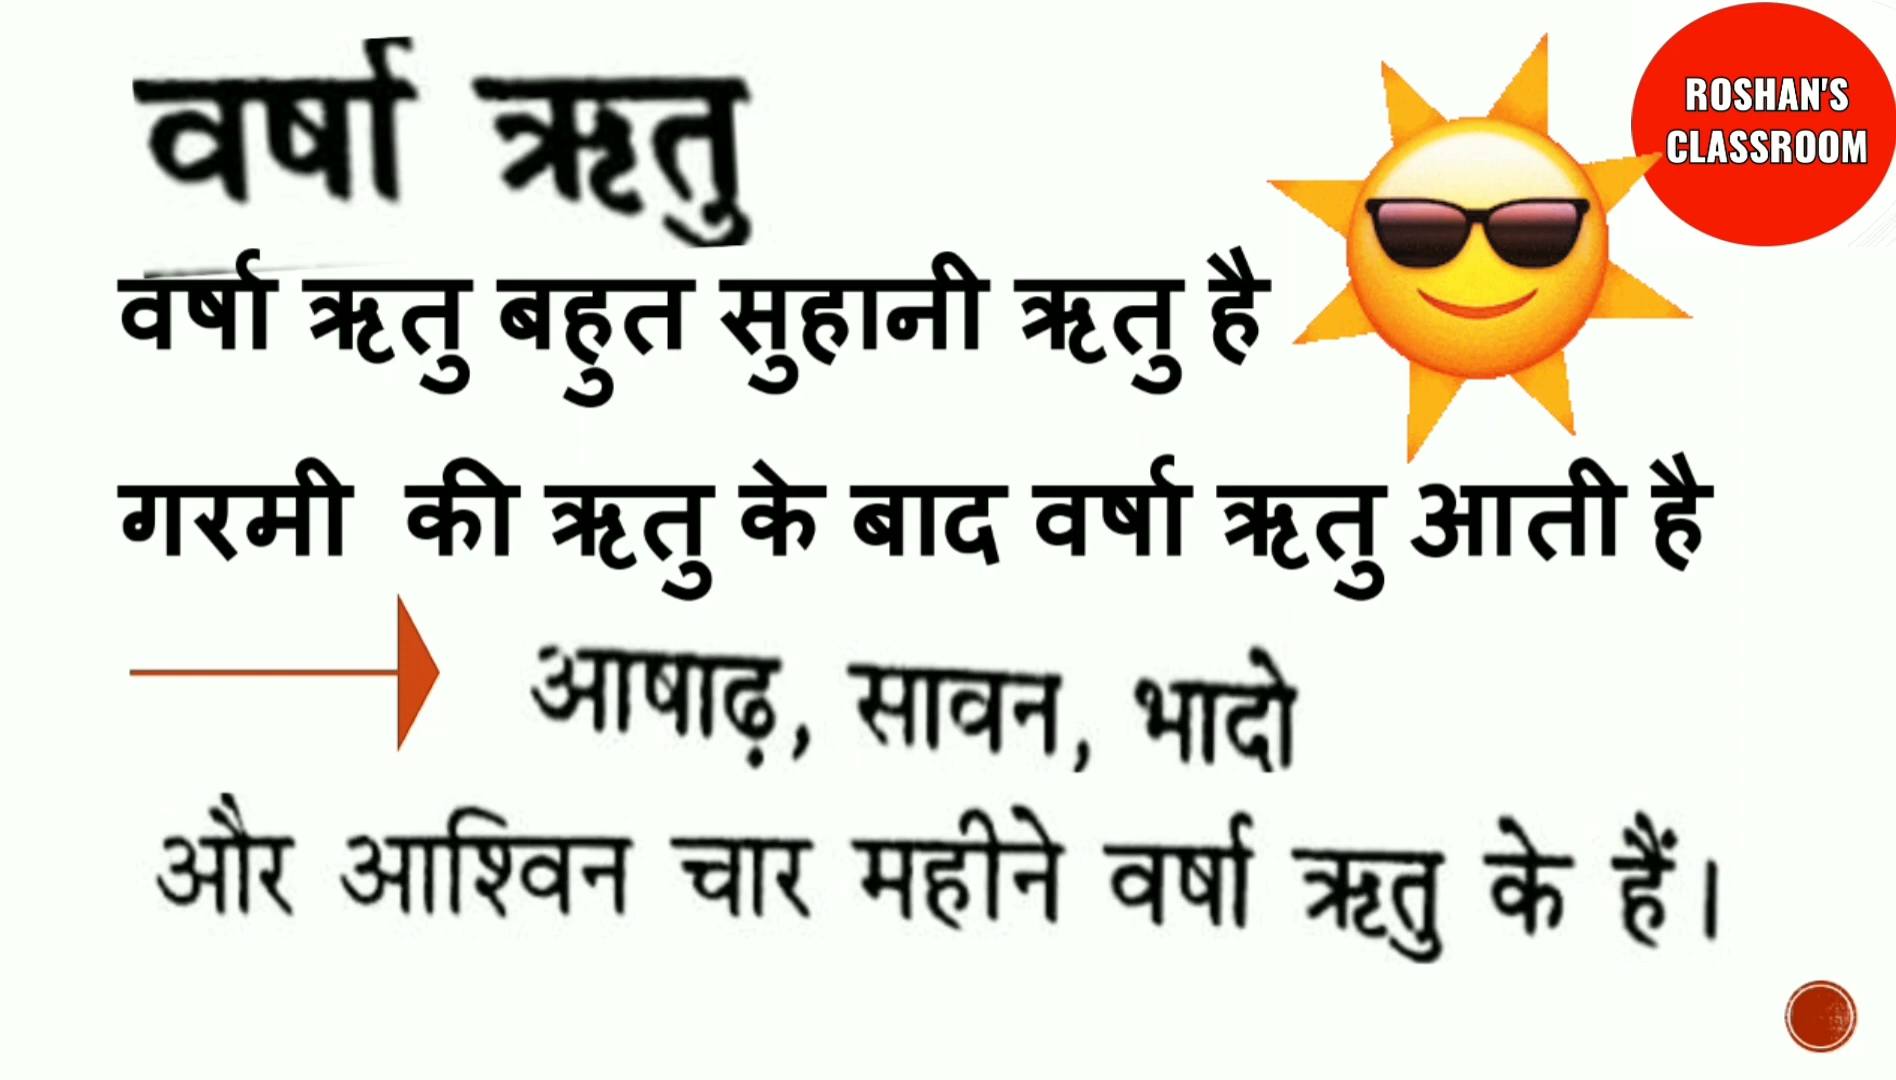 वर्षा ऋतु
ROSHAN'S
CLASSROOM
वर्षा ऋतु बहुत सुहानी ऋतु है
गरमी की ऋतु के बाद वर्षा ऋतु आती है
आषाढ़, सावन, भादो
और आश्विन चार महीने वर्षा ऋतु के हैं।